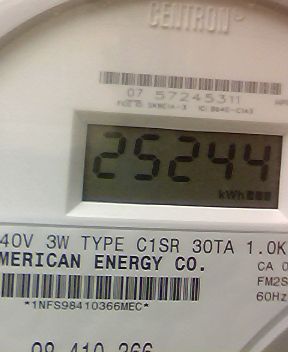 CENTRON
07 57245311
25244
kWh
40V 3W TYPE C1SR 30TA 1.0K
MERICAN ENERGY CO.
CA 0
FM2S
60Hz
*1NFS98410366MEC*
98 410 366